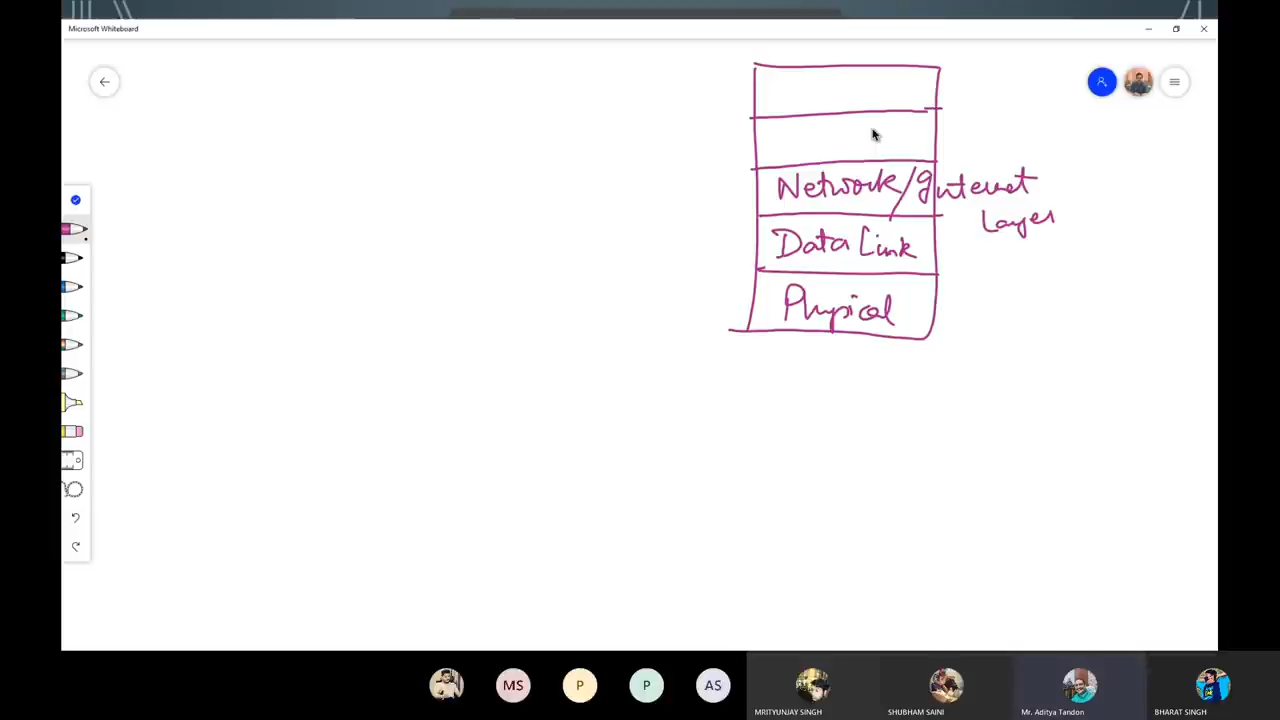 Microsoft Whiteboard
Network/Internet
Layer
Data Link
Physical
MS
P
P
AS
MRITYUNJAY SINGH
SHUBHAM SAINI
Mr. Aditya Tandon
BHARAT SINGH